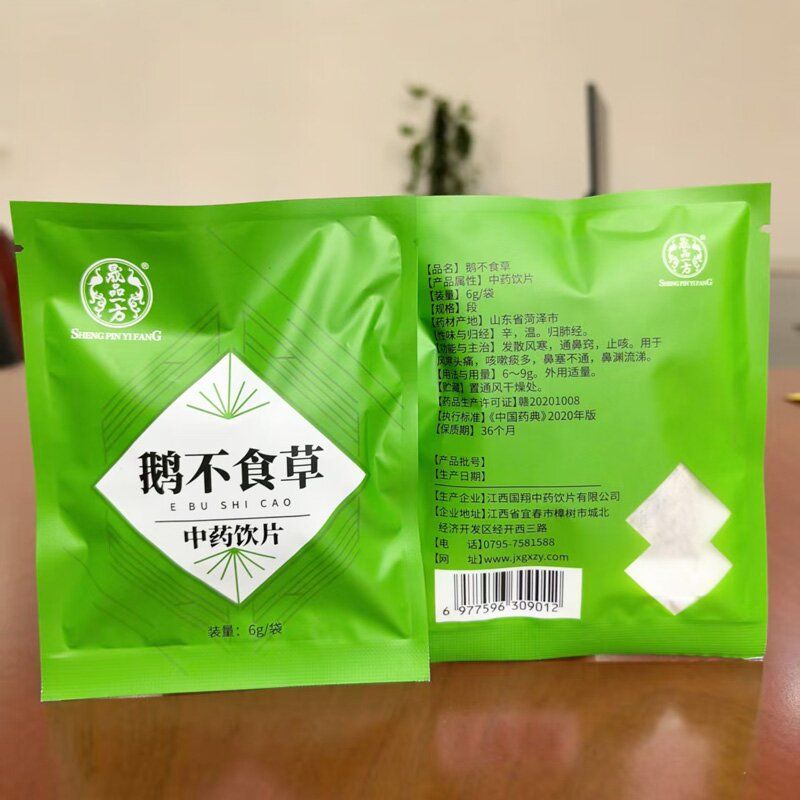 晟品一方
®
SHENG PIN YI FANG
鹅不食草
E BU SHI CAO
中药饮片
装量：6g/袋
晟品一方
®
SHENG PIN YI FANG
【品名】鹅不食草
【产品属性】中药饮片
【装量】6g/袋
【规格】段
【药材产地】山东省菏泽市
【性味与归经】辛，温。归肺经。
【功能与主治】发散风寒，通鼻窍，止咳。用于
风寒头痛，咳嗽痰多，鼻塞不通，鼻渊流涕。
【用法与用量】6～9g。外用适量。
【贮藏】置通风干燥处。
【药品生产许可证】赣20201008
【执行标准】《中国药典》2020年版
【保质期】36个月
【产品批号】
【生产日期】
【生产企业】江西国翔中药饮片有限公司
【企业地址】江西省宜春市樟树市城北
经济开发区经开西三路
【电 话】0795-7581588
【网 址】www.jxgxzy.com
6 977596 309012